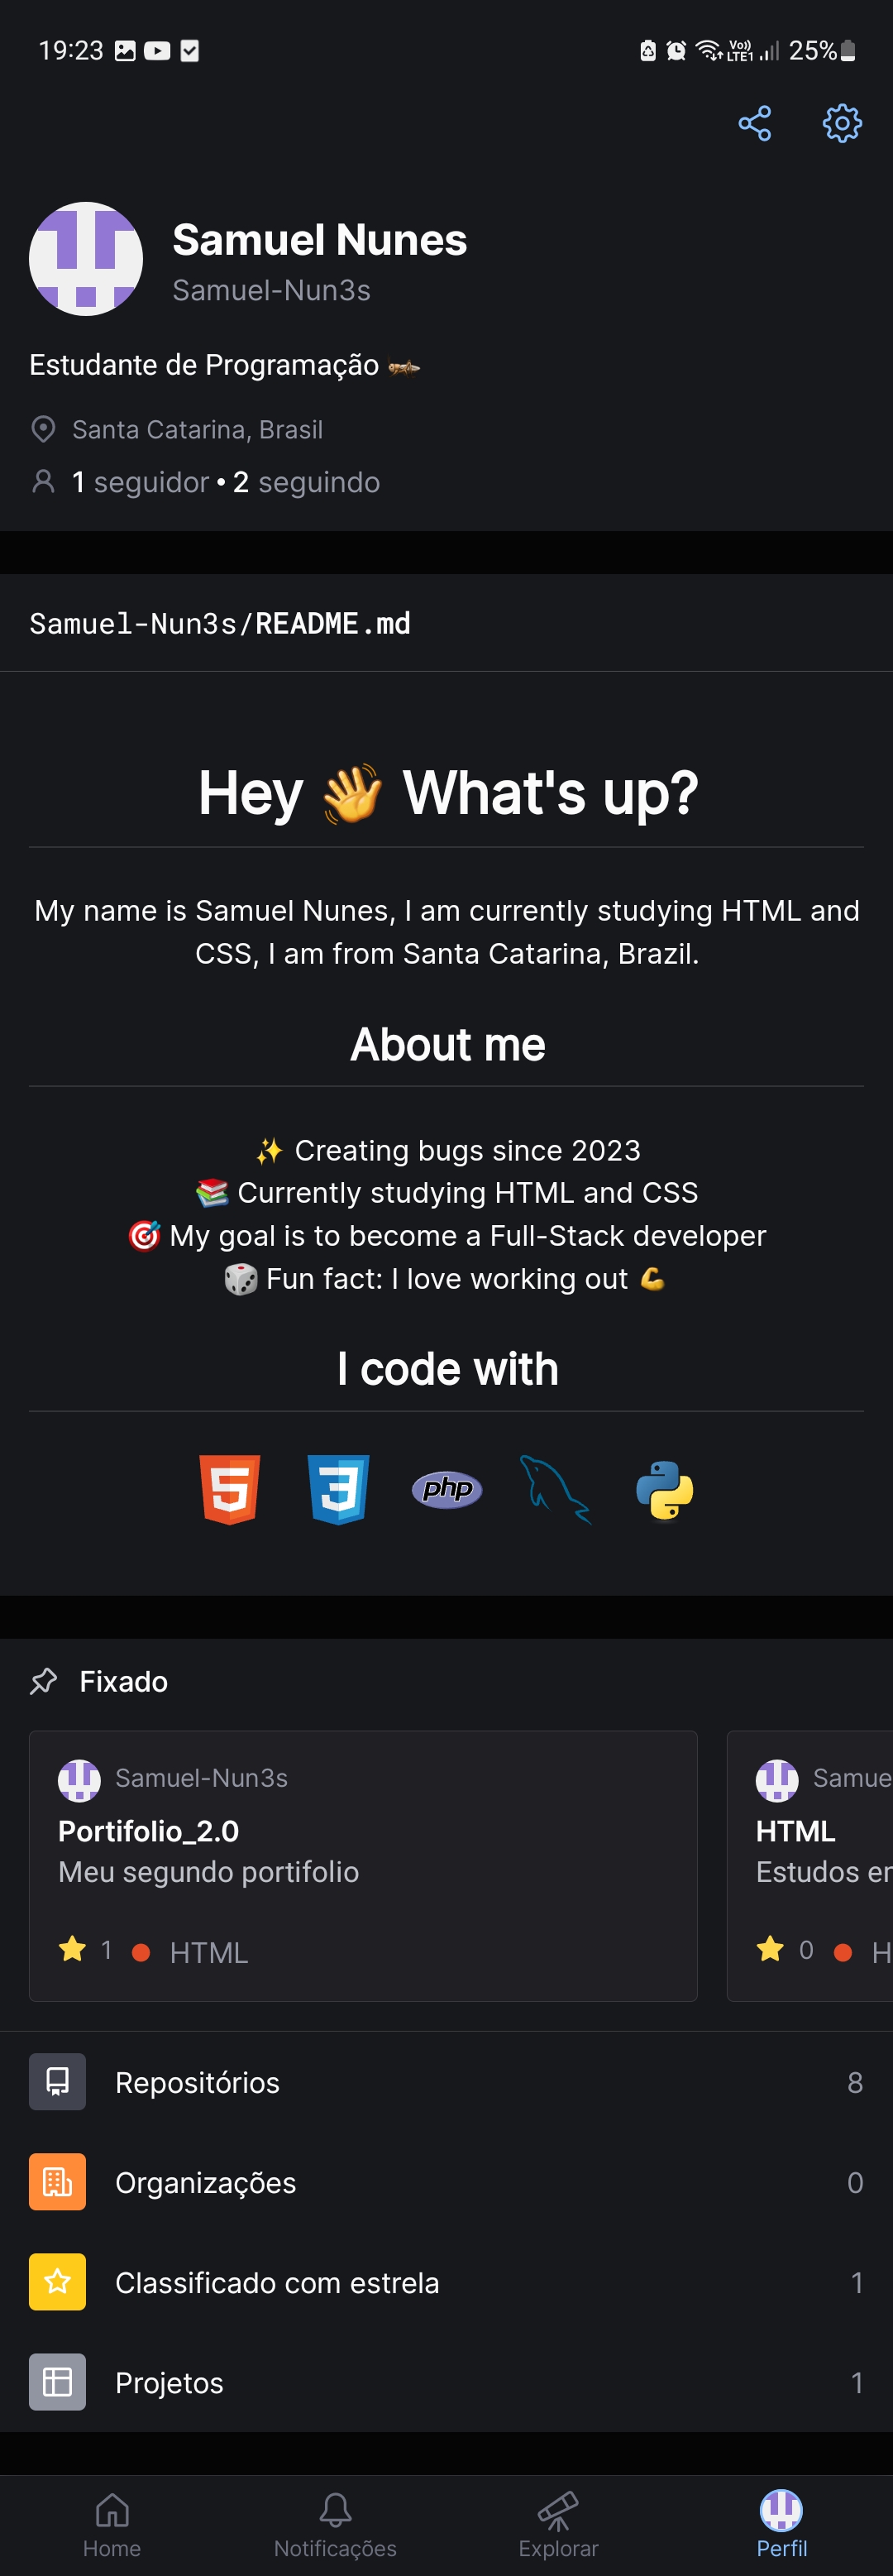 19:23
Vo)
LTE1
25%
Samuel Nunes
Samuel-Nun3s
Estudante de Programação 🦗
Santa Catarina, Brasil
1 seguidor • 2 seguindo
Samuel-Nun3s/README.md
Hey 👋 What's up?
My name is Samuel Nunes, I am currently studying HTML and
CSS, I am from Santa Catarina, Brazil.
About me
✨ Creating bugs since 2023
📚 Currently studying HTML and CSS
🎯 My goal is to become a Full-Stack developer
🎲 Fun fact: I love working out 💪
I code with
5
3
php
Fixado
Samuel-Nun3s
Portifolio_2.0
Meu segundo portifolio
1
HTML
Samue
HTML
Estudos em
0
H
Repositórios 8
Organizações 0
Classificado com estrela 1
Projetos 1
Home
Notificações
Explorar
Perfil